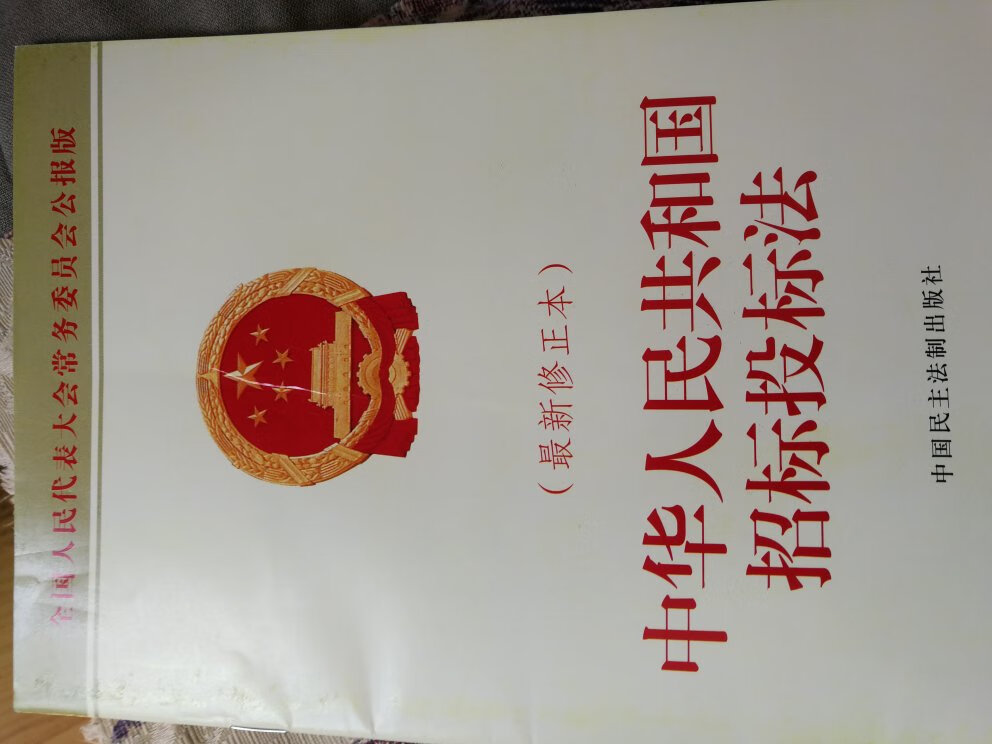 全国人民代表大会常务委员会公报版
(最新修正本)
中华人民共和国
招标投标法
中国民主法制出版社